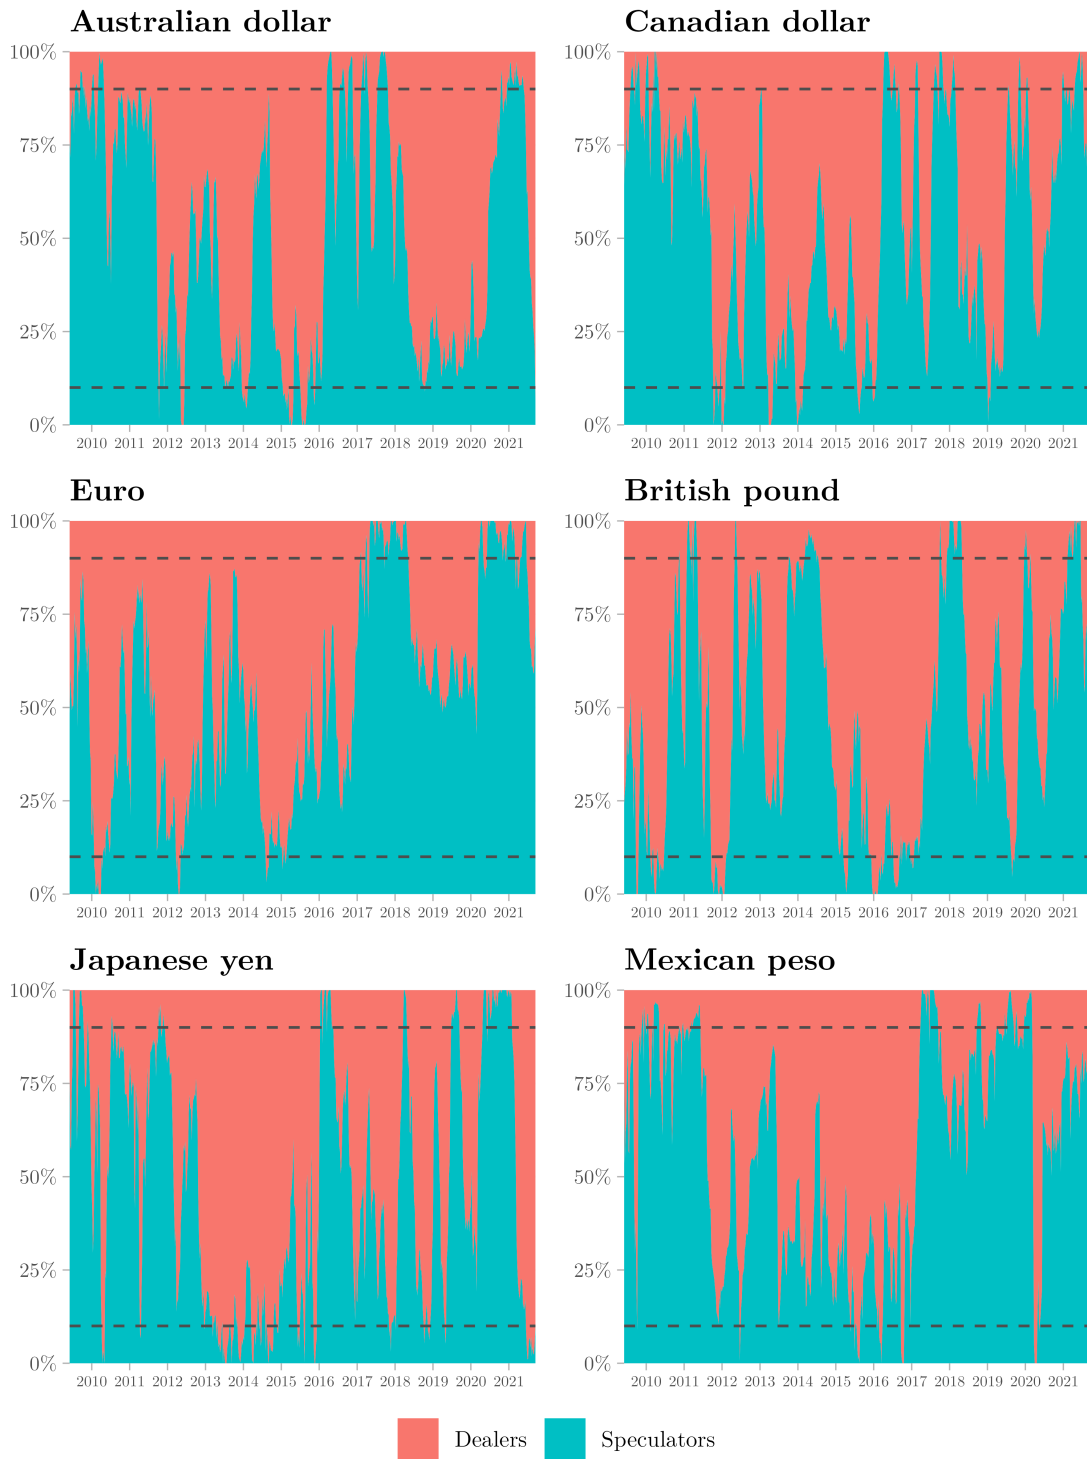 Australian dollar
Canadian dollar
100%
75%
50%
25%
0%
2010 2011 2012 2013 2014 2015 2016 2017 2018 2019 2020 2021
100%
75%
50%
25%
0%
2010 2011 2012 2013 2014 2015 2016 2017 2018 2019 2020 2021
Euro
British pound
100%
75%
50%
25%
0%
2010 2011 2012 2013 2014 2015 2016 2017 2018 2019 2020 2021
100%
75%
50%
25%
0%
2010 2011 2012 2013 2014 2015 2016 2017 2018 2019 2020 2021
Japanese yen
Mexican peso
100%
75%
50%
25%
0%
2010 2011 2012 2013 2014 2015 2016 2017 2018 2019 2020 2021
100%
75%
50%
25%
0%
2010 2011 2012 2013 2014 2015 2016 2017 2018 2019 2020 2021
Dealers Speculators